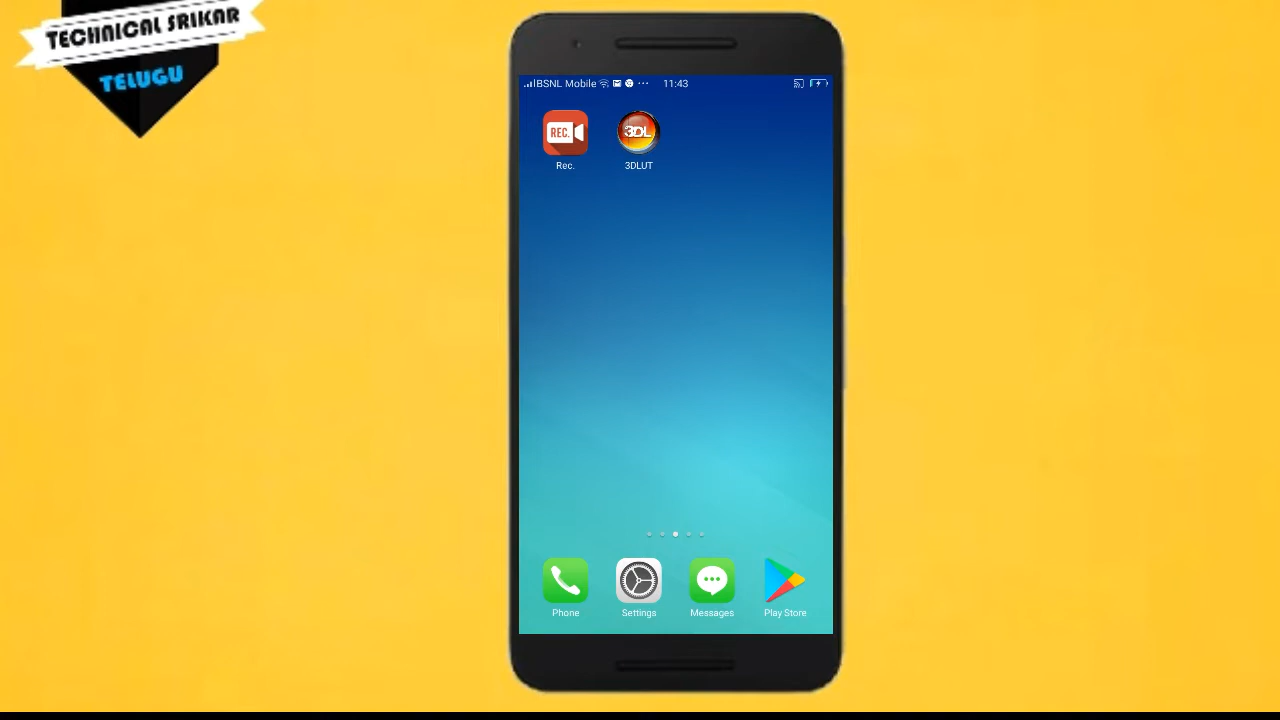 TECHNICAL SRIKAR
TELUGU
BSNL Mobile 11:43
REC. 3DL
Rec. 3DLUT
Phone Settings Messages Play Store